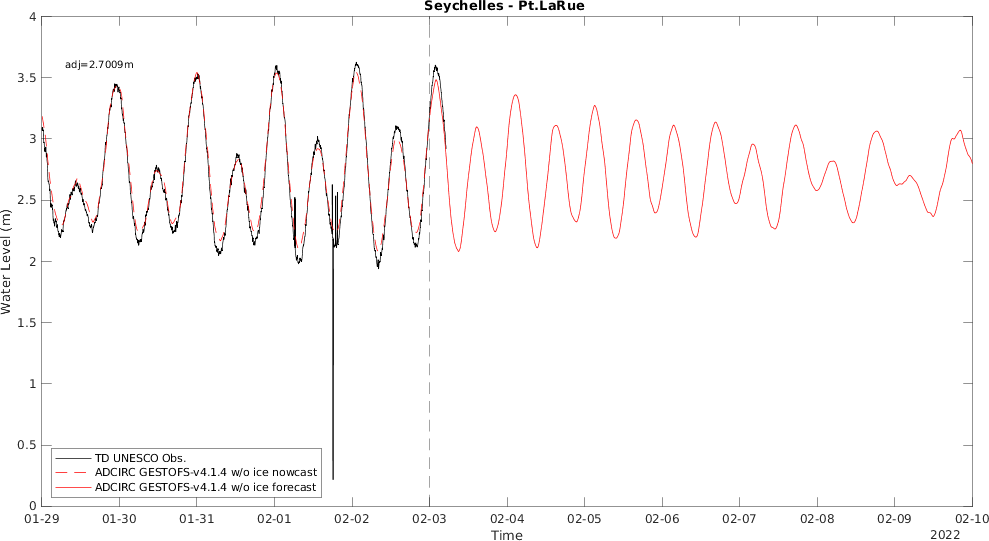 Seychelles - Pt.LaRue
4
adj=2.7009m
3.5
3
2.5
2
1.5
1
0.5
0
Water Level (m)
TD UNESCO Obs.
ADCIRC GESTOFS-v4.1.4 w/o ice nowcast
ADCIRC GESTOFS-v4.1.4 w/o ice forecast
01-29 01-30 01-31 02-01 02-02 02-03 02-04 02-05 02-06 02-07 02-08 02-09 02-10
Time
2022